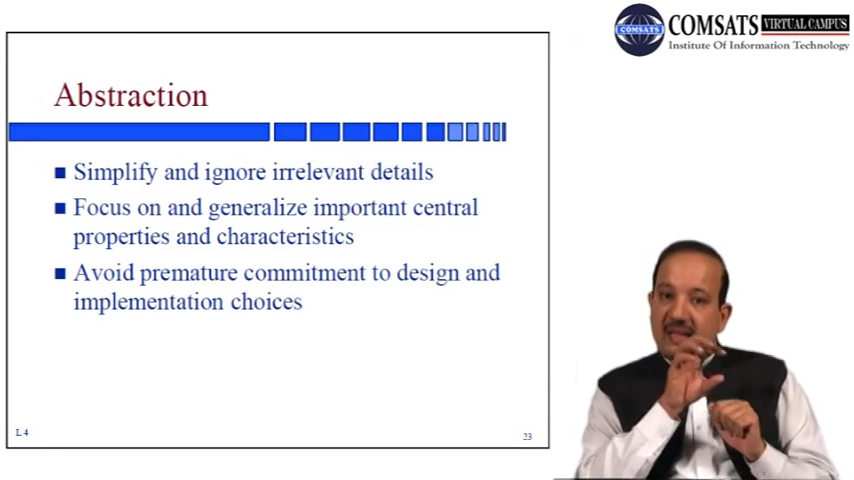 COMSATS VIRTUAL CAMPUS
COMSATS
Institute Of Information Technology
Abstraction
Simplify and ignore irrelevant details
Focus on and generalize important central
properties and characteristics
Avoid premature commitment to design and
implementation choices
L 4
23